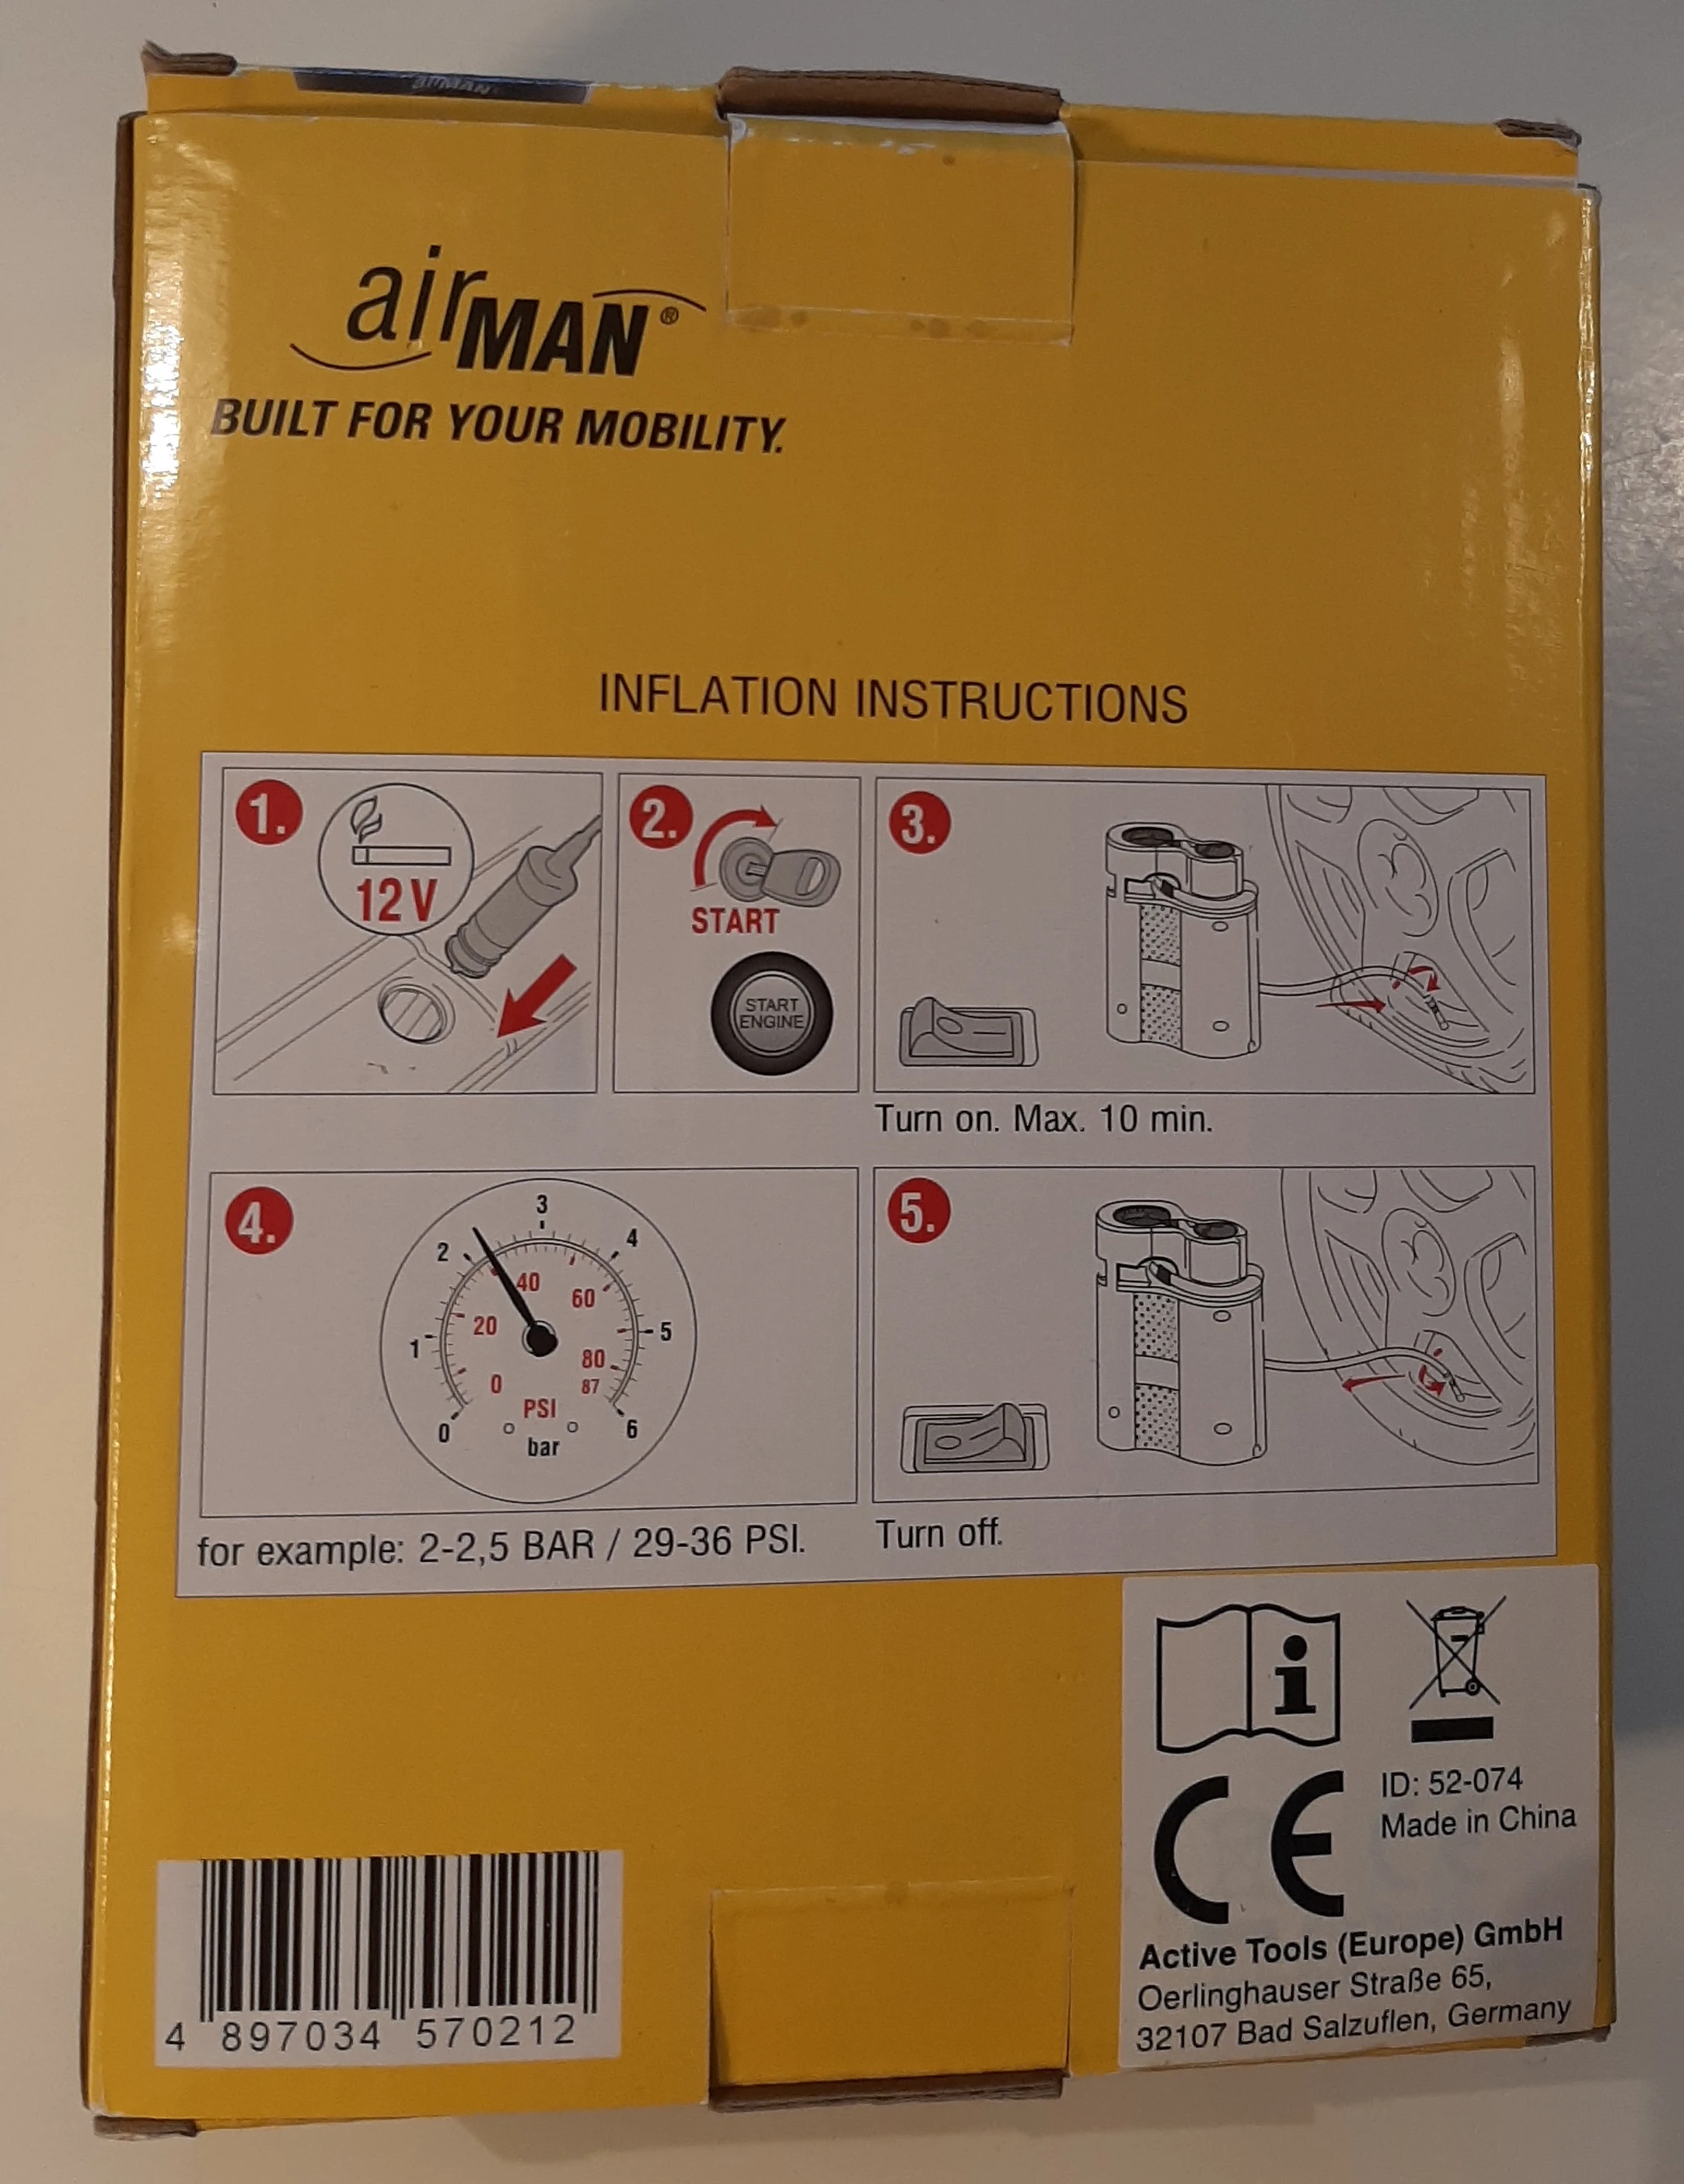 airMAN
airMAN®
BUILT FOR YOUR MOBILITY.
INFLATION INSTRUCTIONS
1.
12 V
2.
START
START
ENGINE
3.
Turn on. Max. 10 min.
4.
0 1 2 3 4 5 6
0 20 40 60 80 87
PSI
bar
for example: 2-2,5 BAR / 29-36 PSI.
5.
Turn off.
i
CE
ID: 52-074
Made in China
Active Tools (Europe) GmbH
Oerlinghauser Straße 65,
32107 Bad Salzuflen, Germany
4 897034 570212